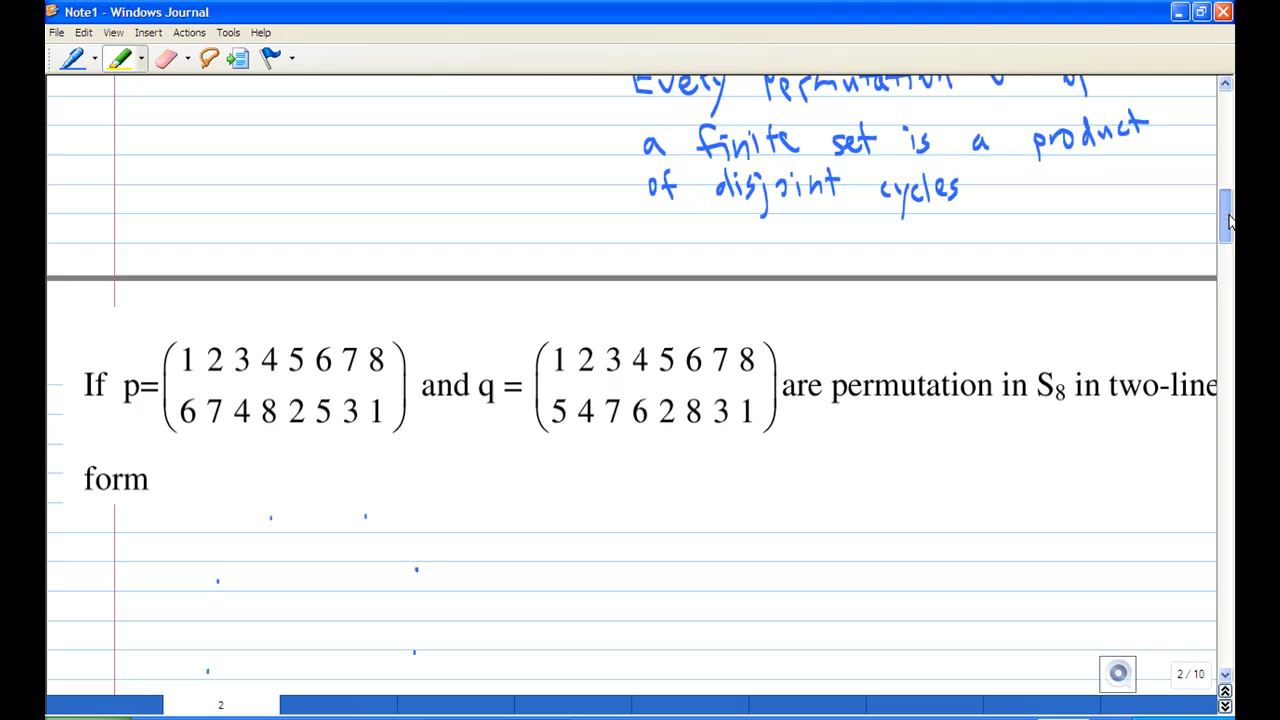 Note1 - Windows Journal
File Edit View Insert Actions Tools Help
Every permutation σ of
a finite set is a product
of disjoint cycles
If p= (1 2 3 4 5 6 7 8 and q = (1 2 3 4 5 6 7 8 are permutation in S₈ in two-line
6 7 4 8 2 5 3 1) 5 4 7 6 2 8 3 1)
form
2 / 10
2